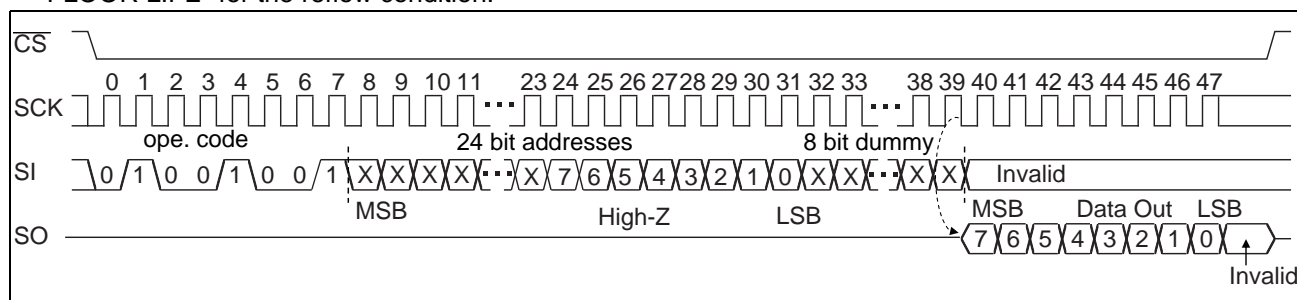 CS
0 1 2 3 4 5 6 7 8 9 10 11 ··· 23 24 25 26 27 28 29 30 31 32 33 ··· 38 39 40 41 42 43 44 45 46 47
SCK
ope. code 24 bit addresses 8 bit dummy
SI 0 1 0 0 1 0 0 1 X X X X ··· X 7 6 5 4 3 2 1 0 X X ··· X X Invalid
MSB High-Z LSB MSB Data Out LSB
SO 7 6 5 4 3 2 1 0
Invalid